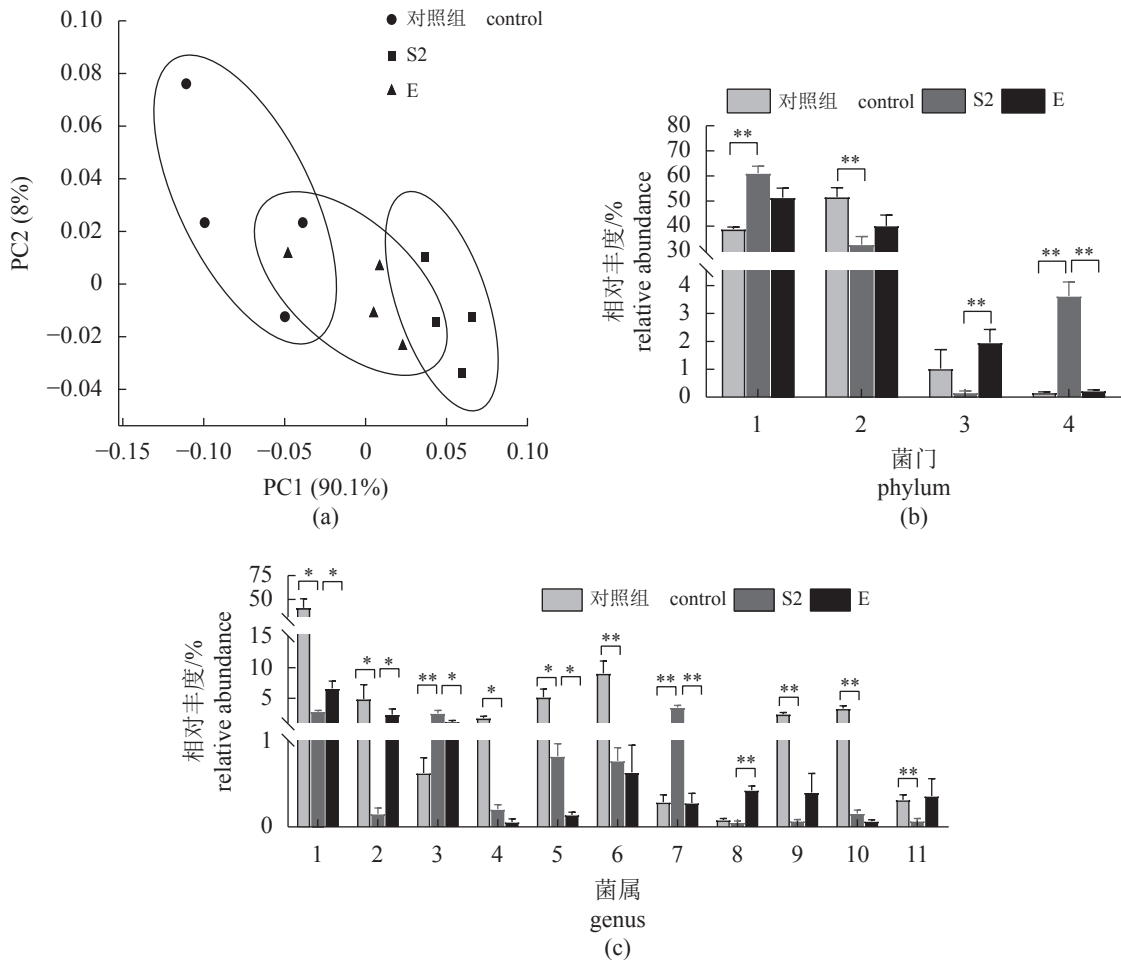 0.10
0.08
0.06
0.04
0.02
0
−0.02
−0.04
PC2 (8%)
对照组 control
S2
E
−0.15 −0.10 −0.05 0 0.05 0.10
PC1 (90.1%)
(a)
对照组 control S2 E
80
70
60
50
40
30
4
3
2
1
0
相对丰度/%
relative abundance
** ** ** ** **
1 2 3 4
菌门
phylum
(b)
对照组 control S2 E
75
50
15
10
5
1
0
相对丰度/%
relative abundance
* * * * ** * * * * ** ** ** ** ** ** **
1 2 3 4 5 6 7 8 9 10 11
菌属
genus
(c)